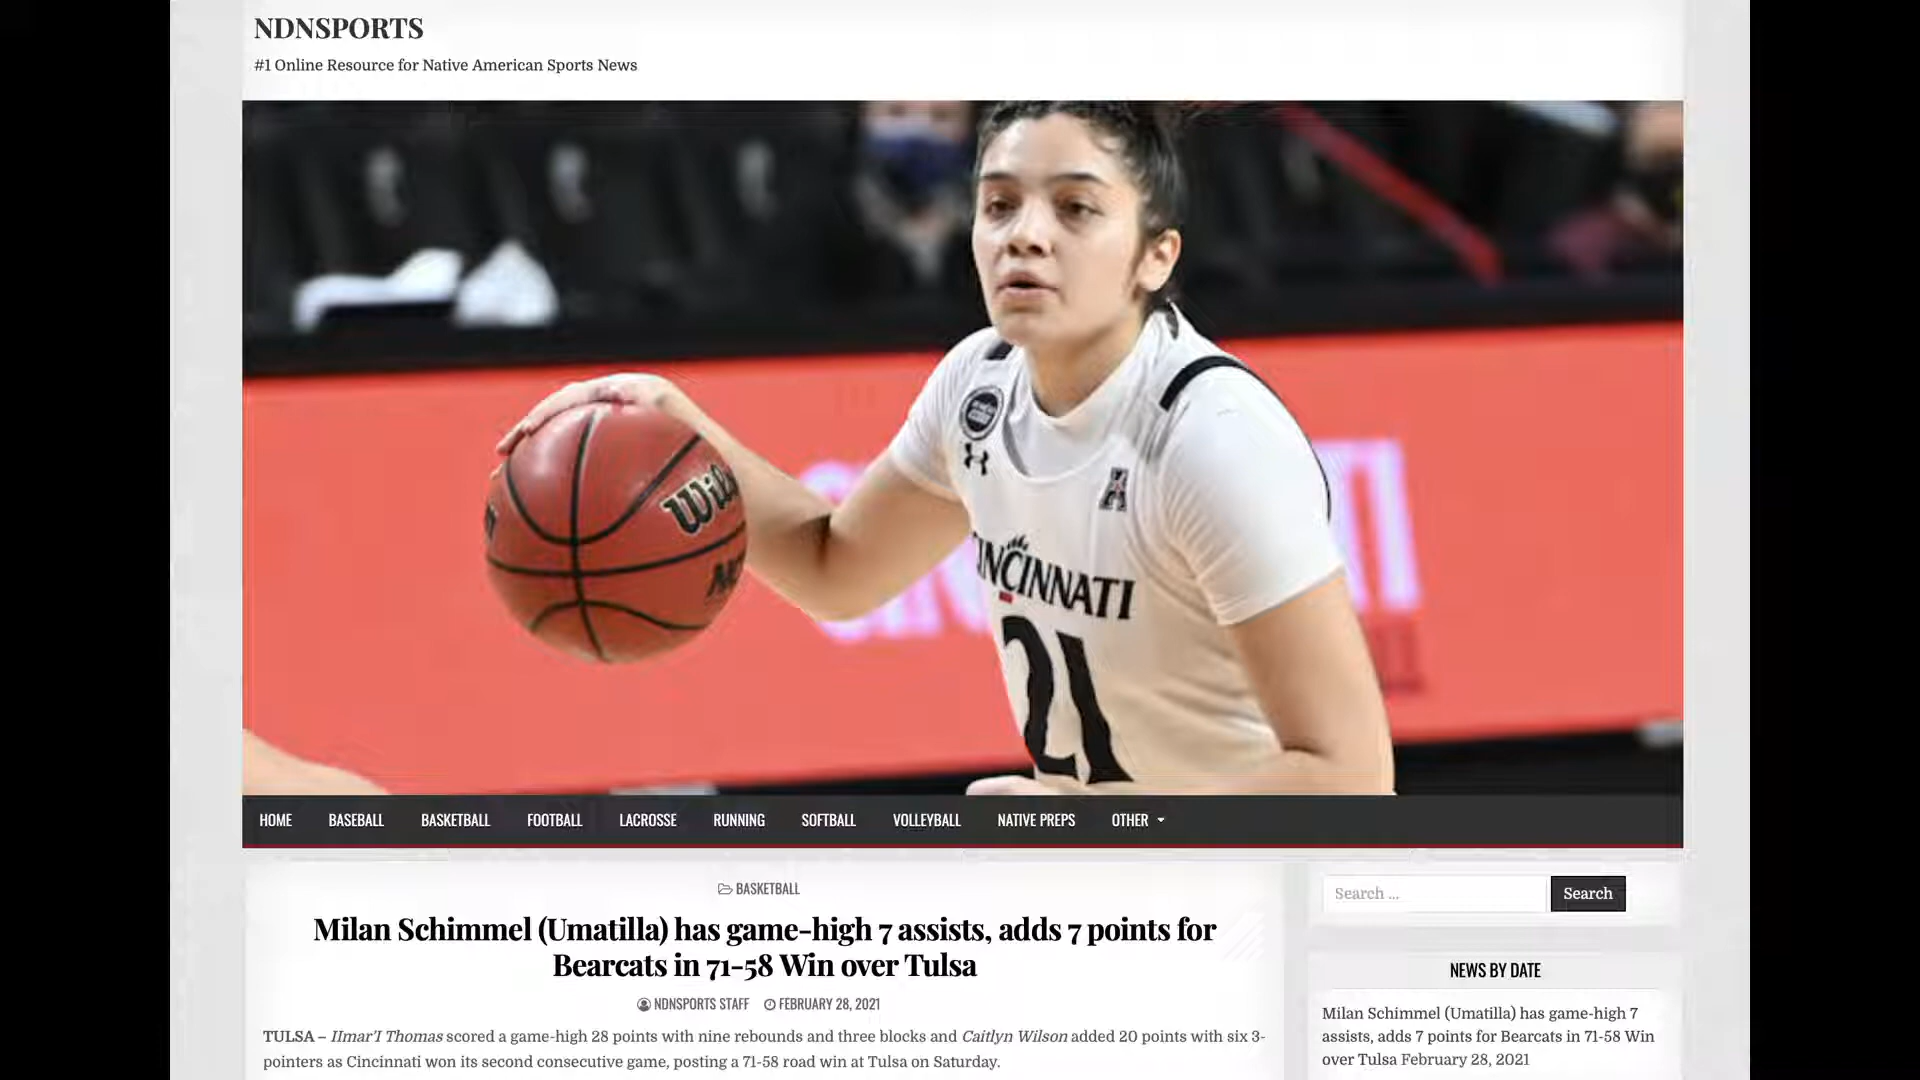 NDNSPORTS
#1 Online Resource for Native American Sports News
CINCINNATI
21
HOME BASEBALL BASKETBALL FOOTBALL LACROSSE RUNNING SOFTBALL VOLLEYBALL NATIVE PREPS OTHER
BASKETBALL
Milan Schimmel (Umatilla) has game-high 7 assists, adds 7 points for
Bearcats in 71-58 Win over Tulsa
NDNSPORTS STAFF FEBRUARY 28, 2021
TULSA – IImar'I Thomas scored a game-high 28 points with nine rebounds and three blocks and Caitlyn Wilson added 20 points with six 3-
pointers as Cincinnati won its second consecutive game, posting a 71-58 road win at Tulsa on Saturday.
Search ... Search
NEWS BY DATE
Milan Schimmel (Umatilla) has game-high 7
assists, adds 7 points for Bearcats in 71-58 Win
over Tulsa February 28, 2021